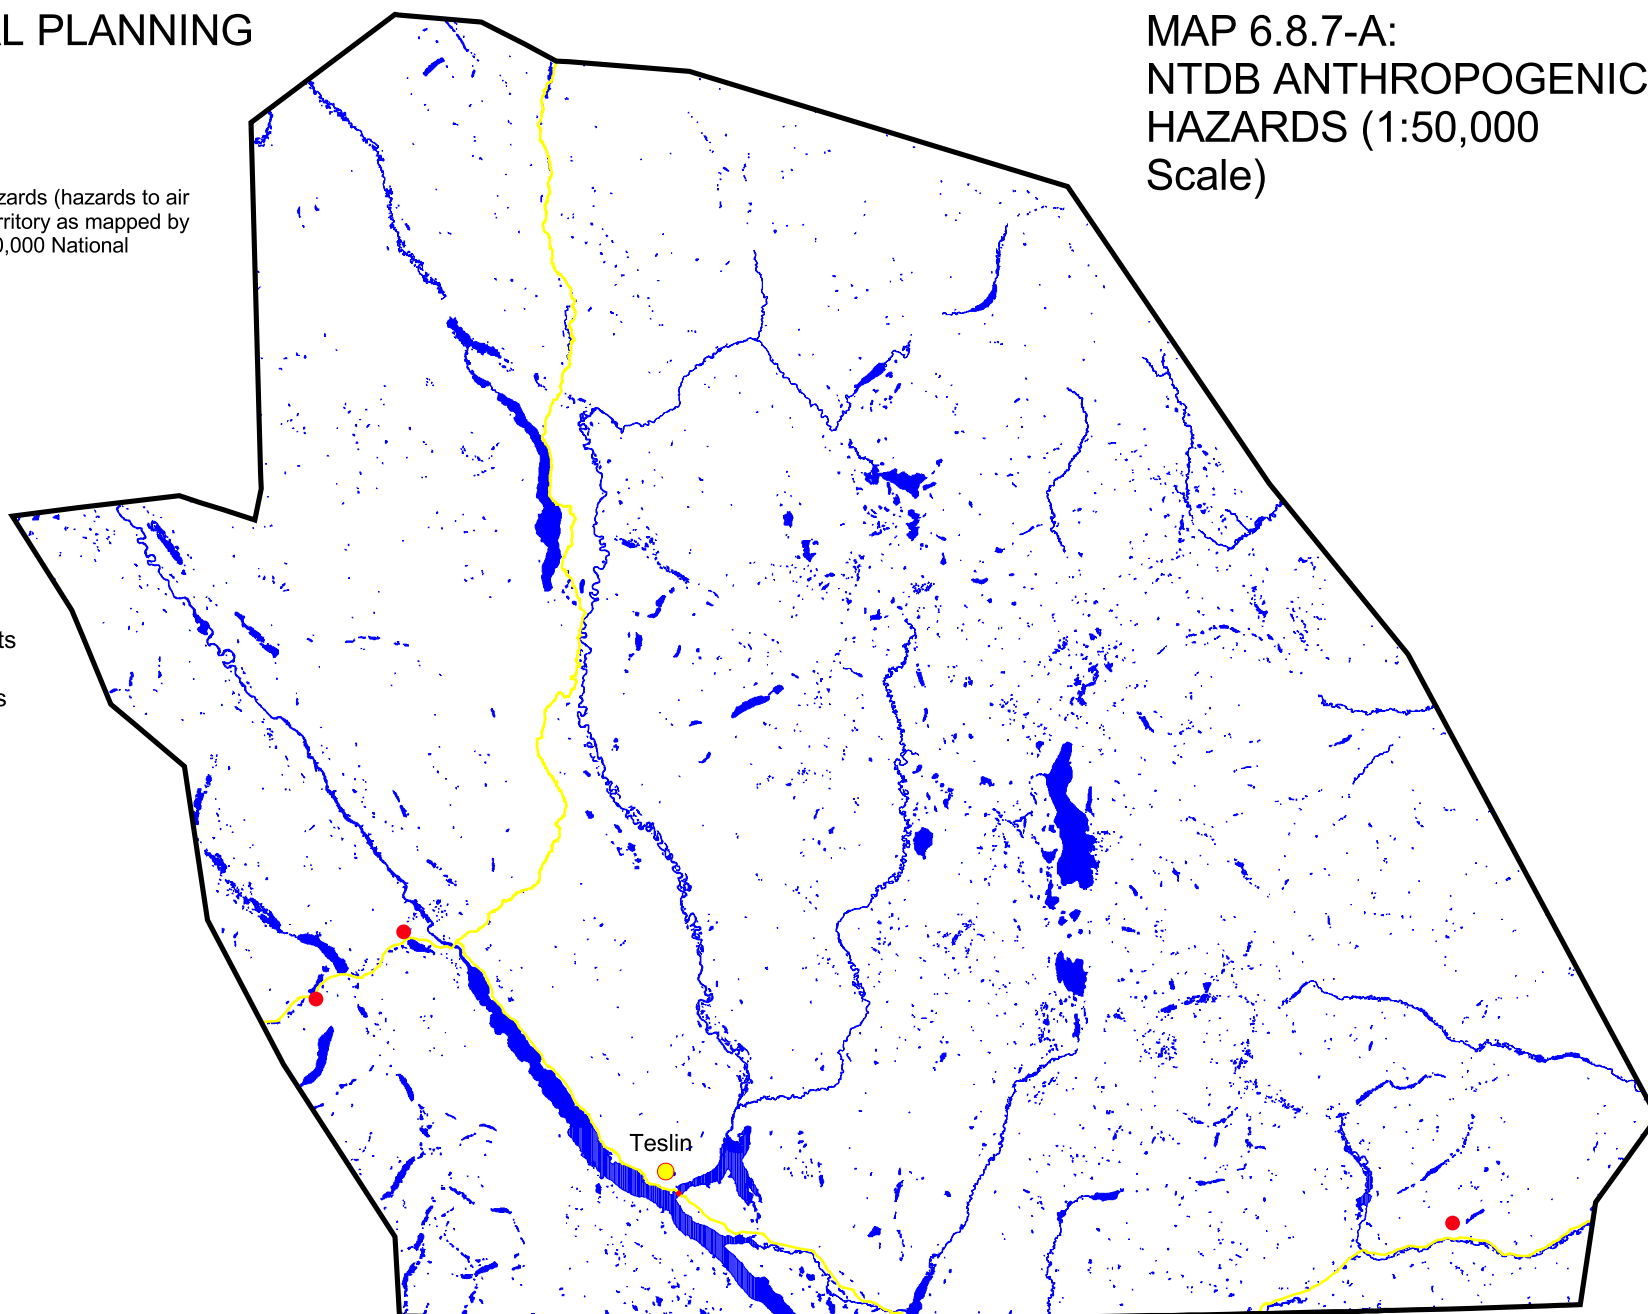 L PLANNING
MAP 6.8.7-A:
NTDB ANTHROPOGENIC
HAZARDS (1:50,000
Scale)
zards (hazards to air
rritory as mapped by
0,000 National
ts
s
Teslin